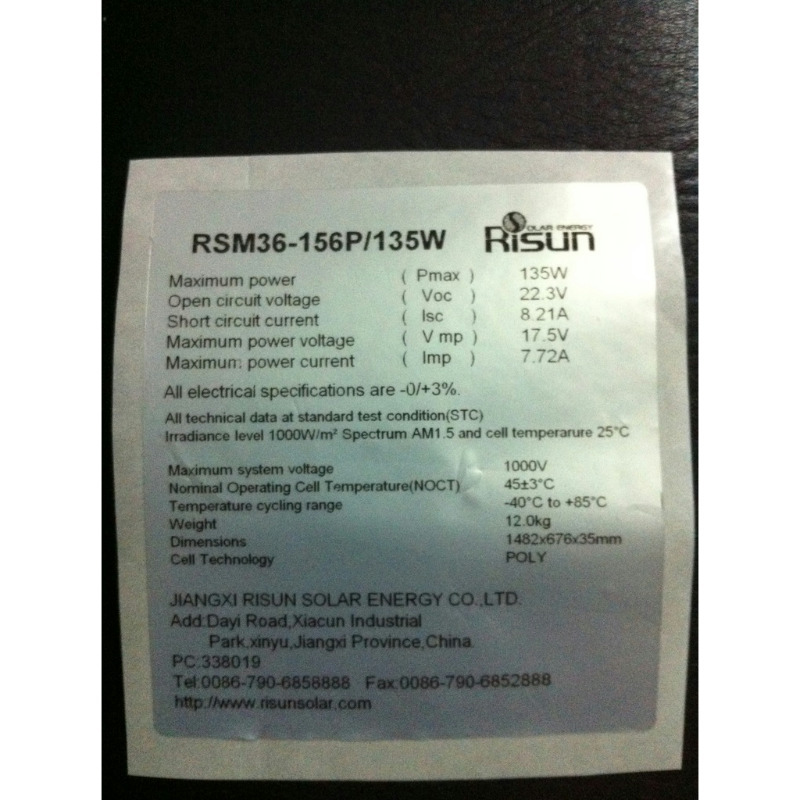 RSM36-156P/135W
SOLAR ENERGY
Risun
Maximum power ( Pmax ) 135W
Open circuit voltage ( Voc ) 22.3V
Short circuit current ( Isc ) 8.21A
Maximum power voltage ( V mp ) 17.5V
Maximum power current ( Imp ) 7.72A
All electrical specifications are -0/+3%.
All technical data at standard test condition(STC)
Irradiance level 1000W/m² Spectrum AM1.5 and cell temperarure 25°C
Maximum system voltage 1000V
Nominal Operating Cell Temperature(NOCT) 45±3°C
Temperature cycling range -40°C to +85°C
Weight 12.0kg
Dimensions 1482x676x35mm
Cell Technology POLY
JIANGXI RISUN SOLAR ENERGY CO.,LTD.
Add:Dayi Road,Xiacun Industrial
Park,xinyu,Jiangxi Province,China.
PC:338019
Tel:0086-790-6858888 Fax:0086-790-6852888
http://www.risunsolar.com